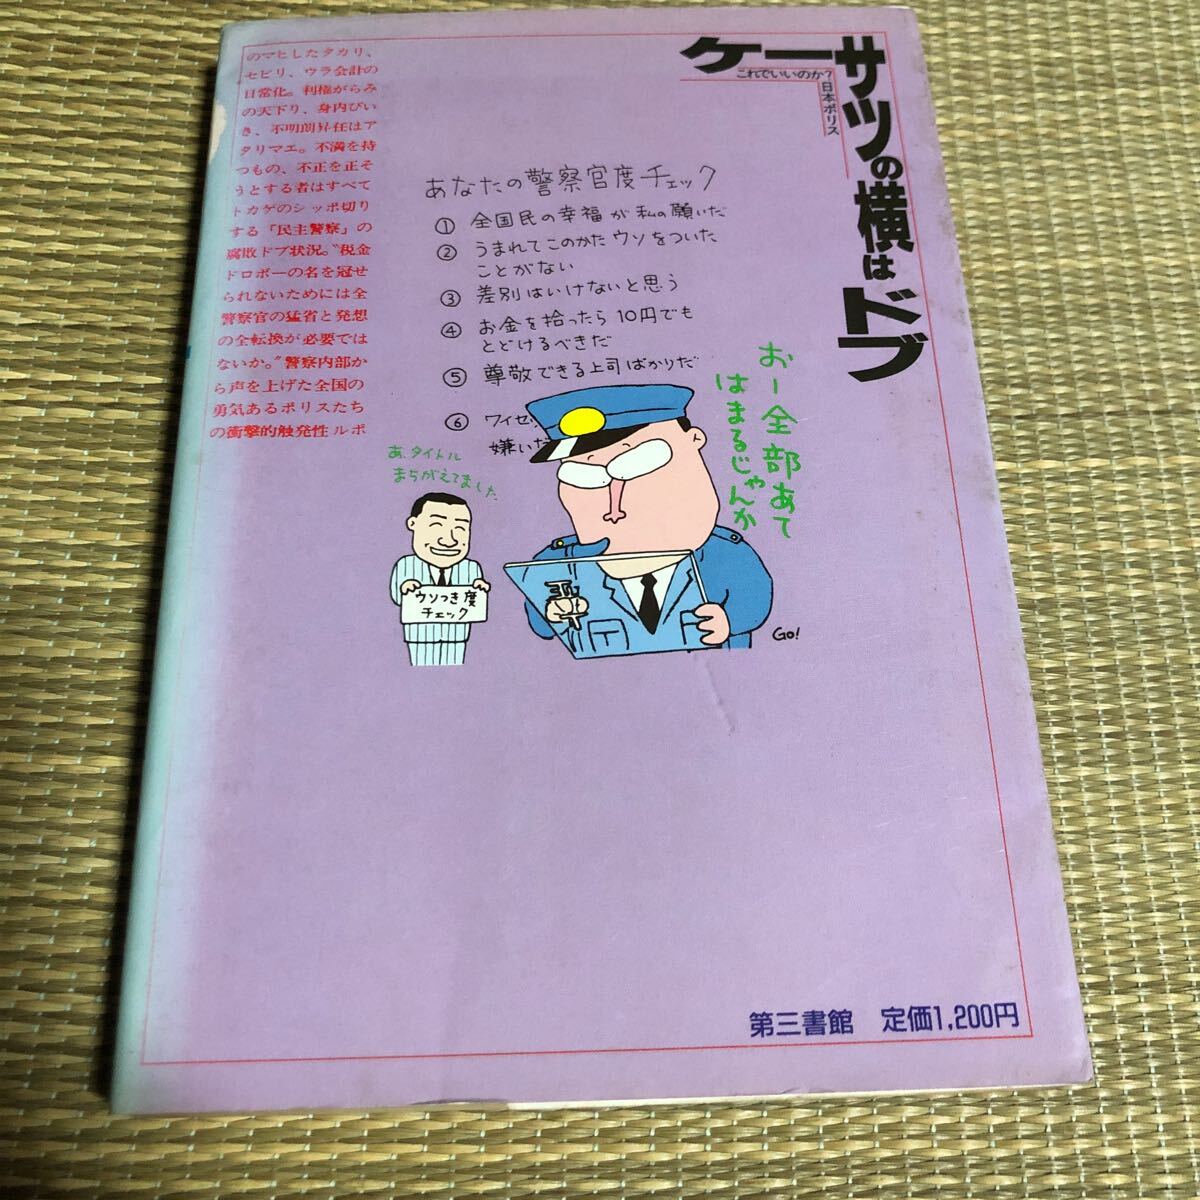 ケーサツの横はドブ
これでいいのか？日本ポリス
のマヒしたタカリ、
セビリ、ウラ会計の
日常化。利権がらみ
の天下り、身内びい
き、不明朗昇任はア
タリマエ。不満を持
つもの、不正を正そ
うとする者はすべて
トカゲのシッポ切り
する「民主警察」の
腐敗ドブ状況。〝税金
ドロボーの名を冠せ
られないためには全
警察官の猛省と発想
の全転換が必要では
ないか。〟警察内部か
ら声を上げた全国の
勇気あるポリスたち
の衝撃的触発性ルポ
あなたの警察官度チェック
① 全国民の幸福が私の願いだ
② うまれてこのかたウソをついた
ことがない
③ 差別はいけないと思う
④ お金を拾ったら10円でも
とどけるべきだ
⑤ 尊敬できる上司ばかりだ
⑥ ワイセ
嫌いだ
おー全部あて
はまるじゃんか
あ、タイトル
まちがえてました
ウソつき度
チェック
Go!
第三書館 定価1,200円